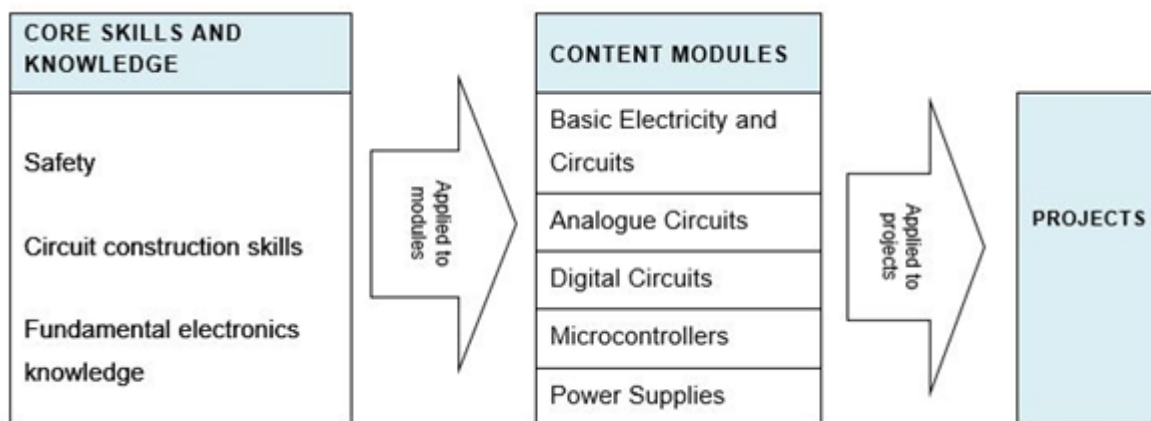 CORE SKILLS AND
KNOWLEDGE
Safety
Circuit construction skills
Fundamental electronics
knowledge
Applied to
modules
CONTENT MODULES
Basic Electricity and
Circuits
Analogue Circuits
Digital Circuits
Microcontrollers
Power Supplies
Applied to
projects
PROJECTS